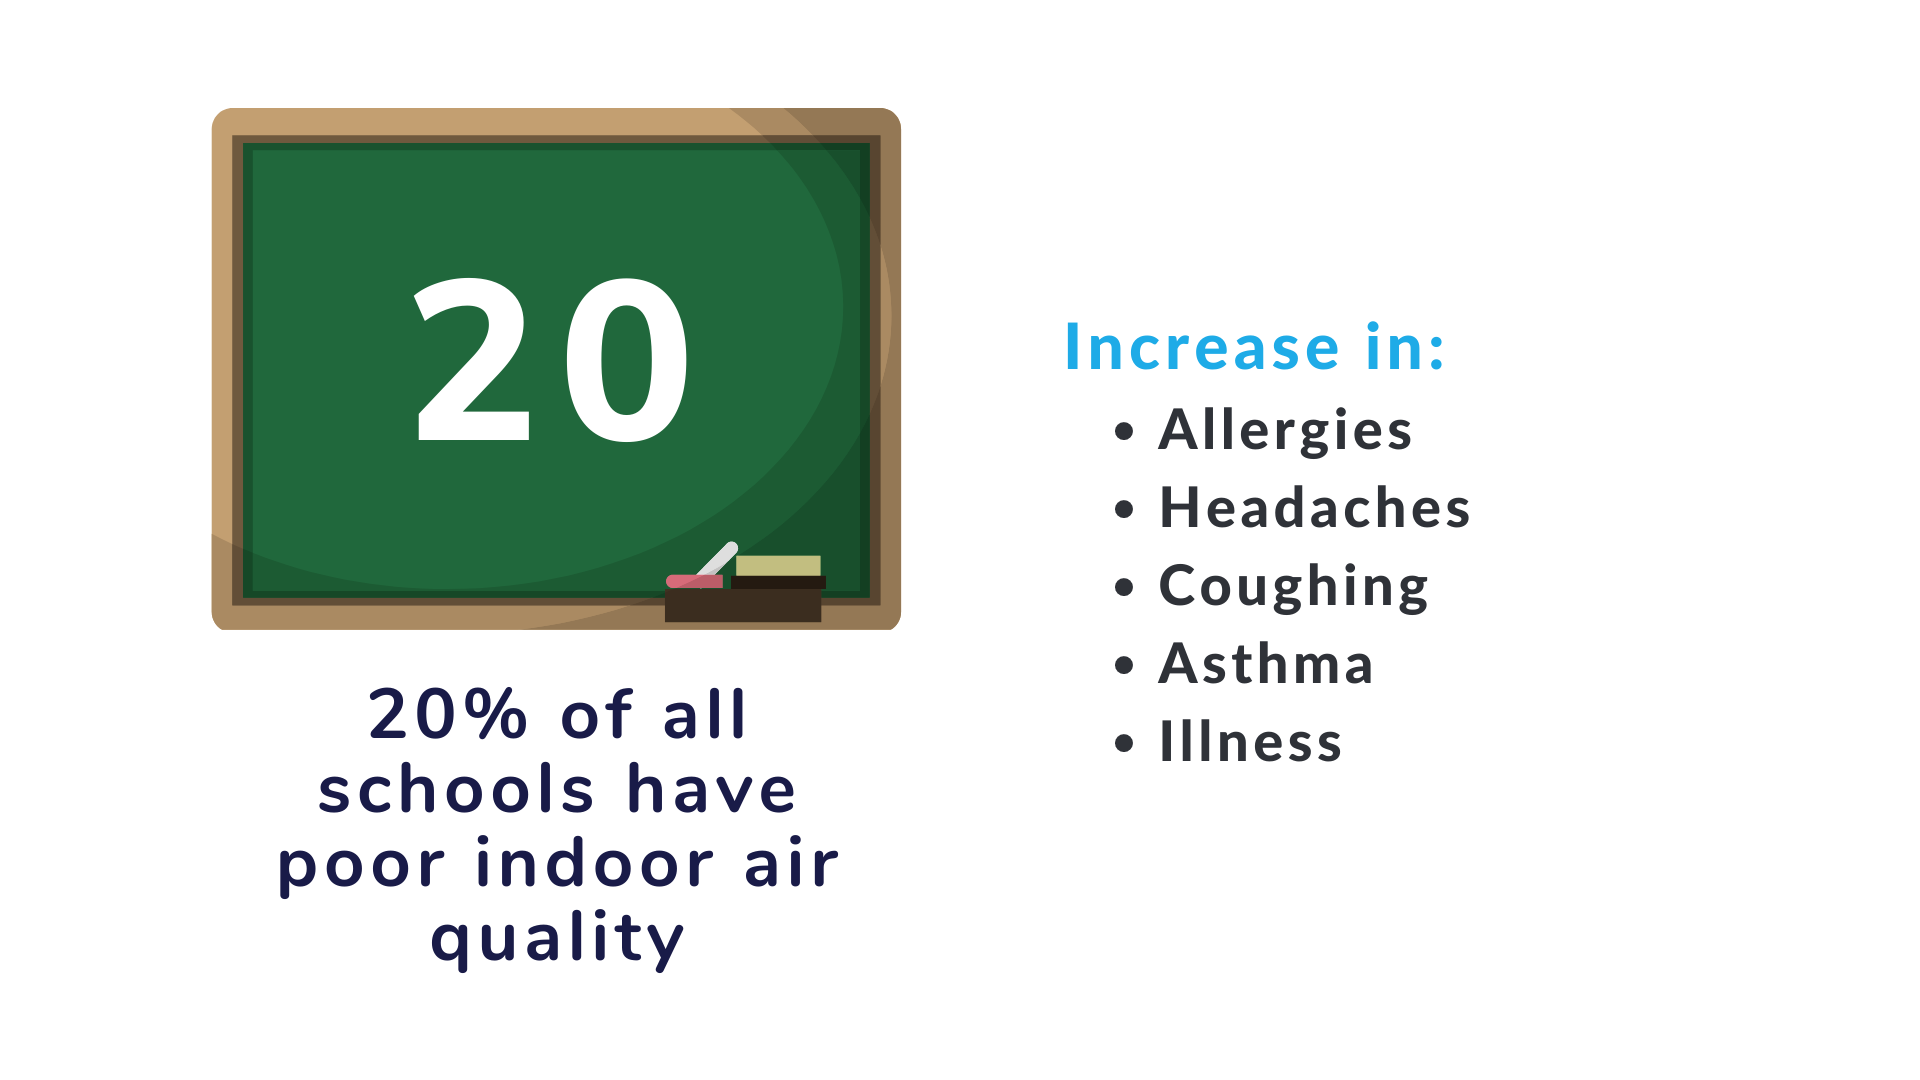 20
20% of all
schools have
poor indoor air
quality
Increase in:
• Allergies
• Headaches
• Coughing
• Asthma
• Illness